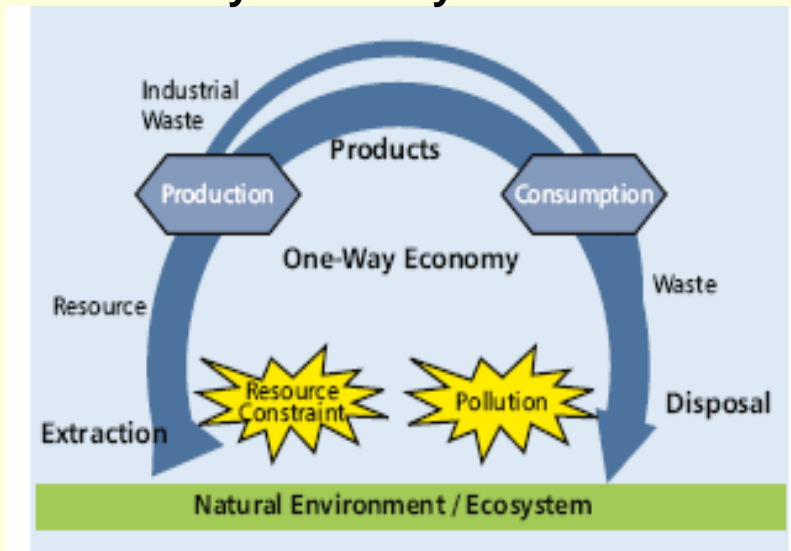 Industrial
Waste
Products
Production
Consumption
One-Way Economy
Resource
Waste
Resource
Constraint
Pollution
Disposal
Extraction
Natural Environment / Ecosystem